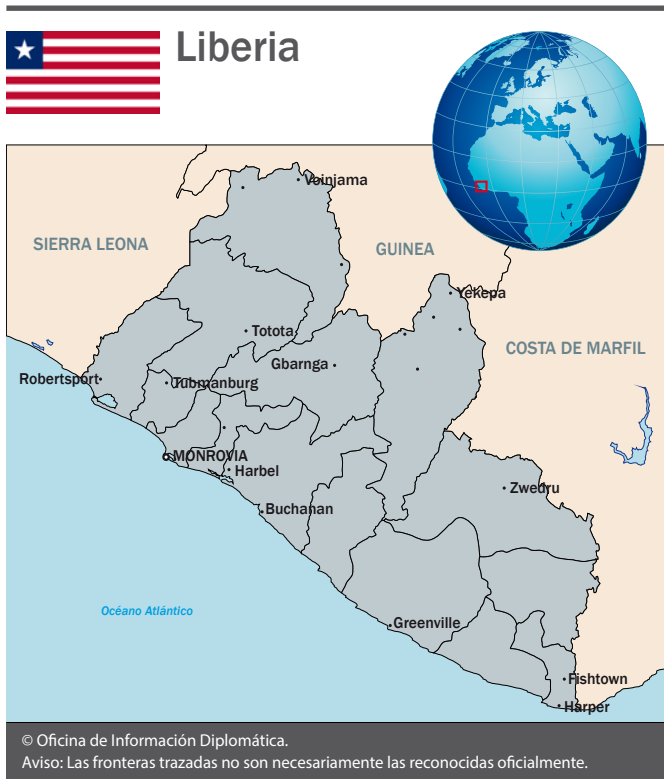 Liberia
Voinjama
SIERRA LEONA
GUINEA
Yekepa
Totota
COSTA DE MARFIL
Gbarnga
Robertsport
Tubmanburg
MONROVIA
Harbel
Zwedru
Buchanan
Océano Atlántico
Greenville
Fishtown
Harper
© Oficina de Información Diplomática.
Aviso: Las fronteras trazadas no son necesariamente las reconocidas oficialmente.